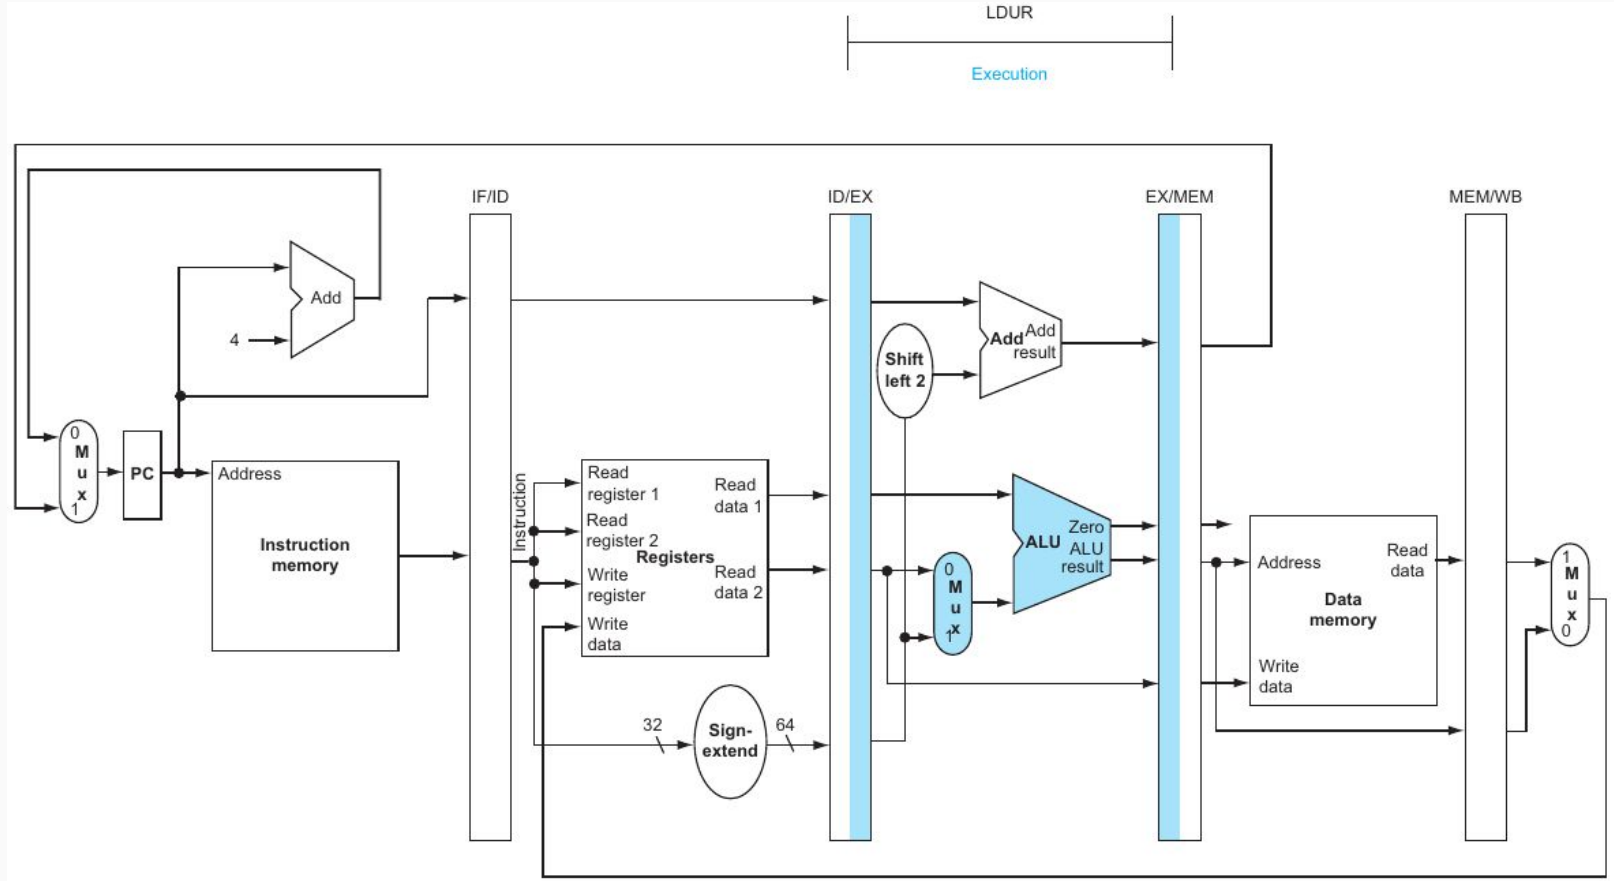 LDUR
Execution
IF/ID
ID/EX
EX/MEM
MEM/WB
Add
4
Shift
left 2
Add
Add
result
0
M
u
x
1
PC
Address
Instruction
memory
Instruction
Read
register 1
Read
register 2
Write
register
Write
data
Registers
Read
data 1
Read
data 2
32
Sign-
extend
64
0
M
u
x
1
ALU
Zero
ALU
result
Address
Read
data
Data
memory
Write
data
1
M
u
x
0